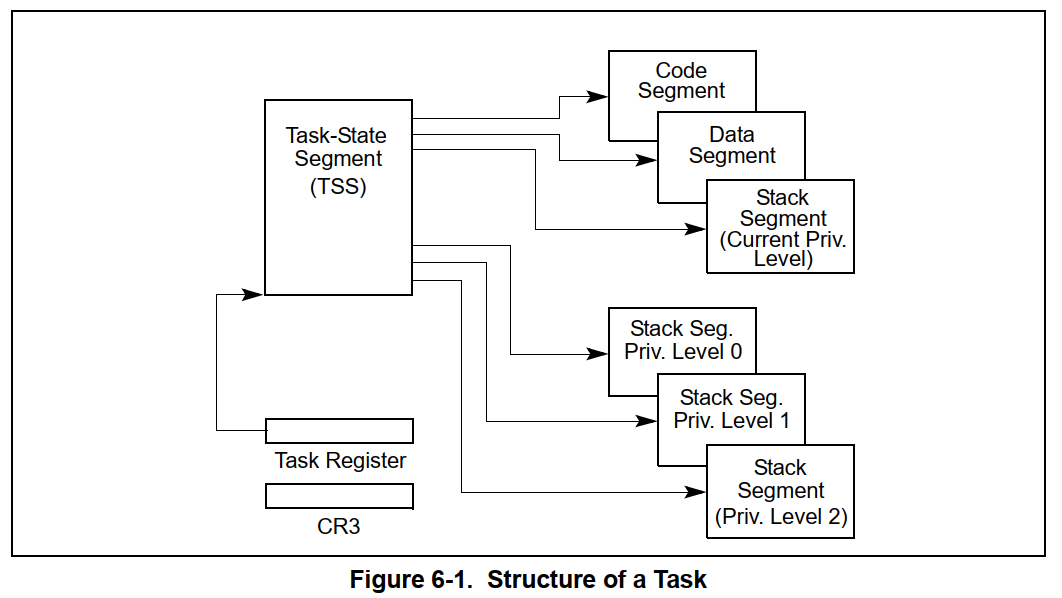 Code
Segment
Task-State
Segment
(TSS)
Data
Segment
Stack
Segment
(Current Priv.
Level)
Stack Seg.
Priv. Level 0
Stack Seg.
Priv. Level 1
Task Register
Stack
Segment
(Priv. Level 2)
CR3
Figure 6-1. Structure of a Task